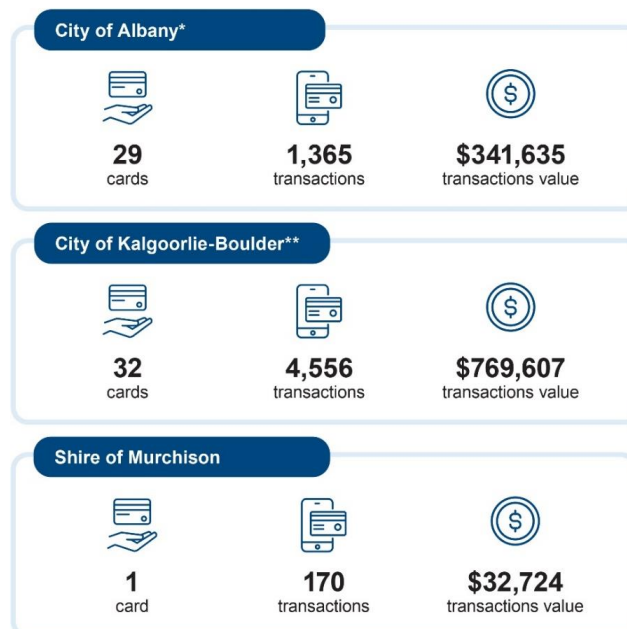 City of Albany*
29 1,365 $341,635
cards transactions transactions value
City of Kalgoorlie-Boulder**
32 4,556 $769,607
cards transactions transactions value
Shire of Murchison
1 170 $32,724
card transactions transactions value